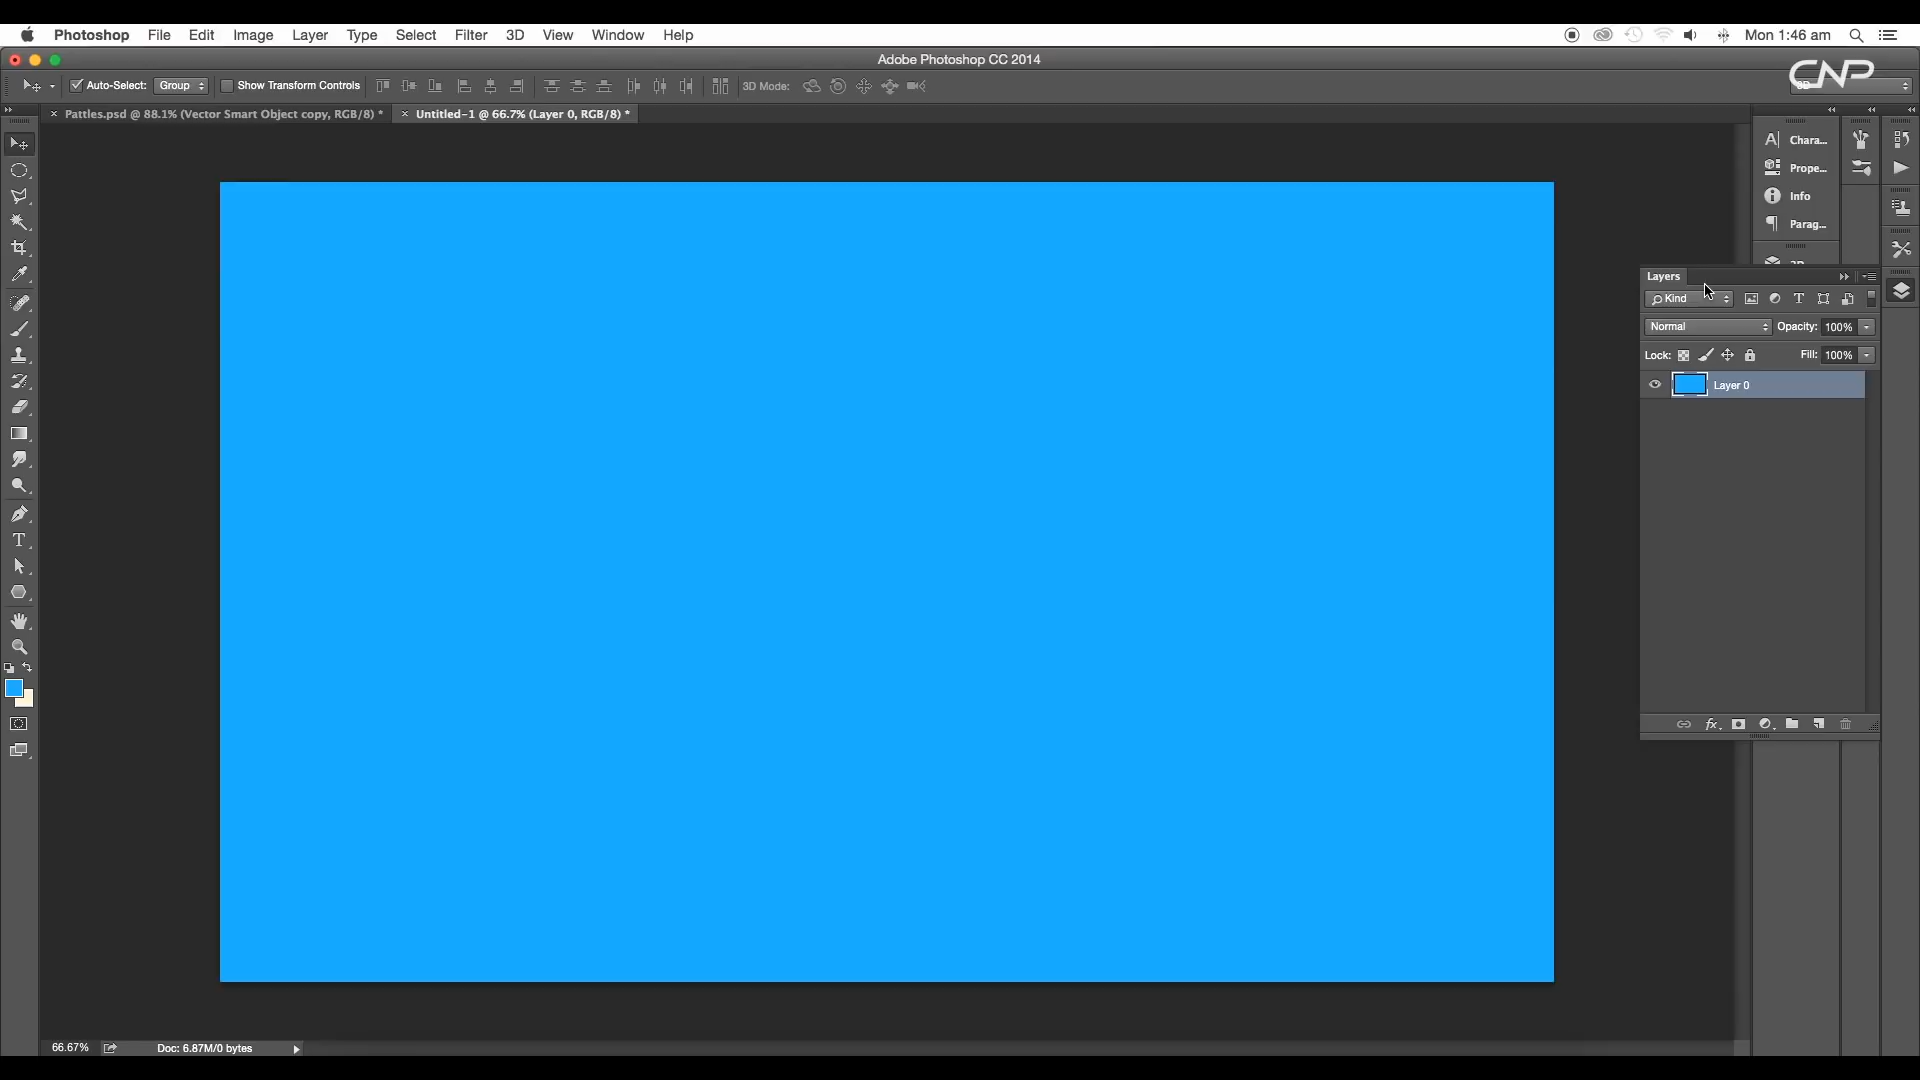 Photoshop File Edit Image Layer Type Select Filter 3D View Window Help Mon 1:46 am
Adobe Photoshop CC 2014
Auto-Select: Group Show Transform Controls 3D Mode:
CNP
Pattles.psd @ 88.1% (Vector Smart Object copy, RGB/8) * Untitled-1 @ 66.7% (Layer 0, RGB/8) *
Chara...
Prope...
Info
Parag...
Layers
Kind
Normal Opacity: 100%
Lock: Fill: 100%
Layer 0
66.67% Doc: 6.87M/0 bytes